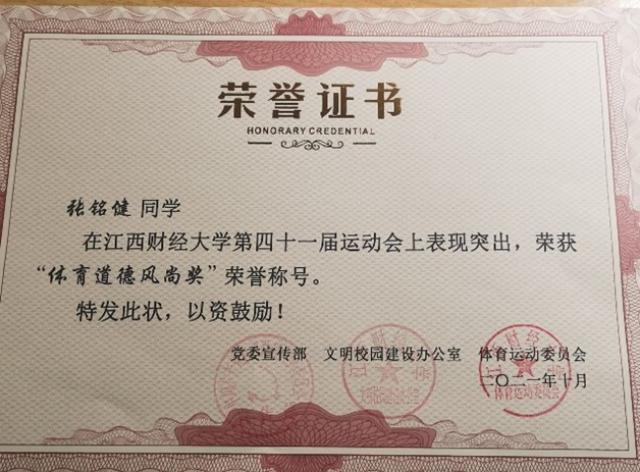 荣誉证书
HONORARY CREDENTIAL
张铭健 同学
在江西财经大学第四十一届运动会上表现突出，荣获
“体育道德风尚奖”荣誉称号。
特发此状，以资鼓励！
党委宣传部 文明校园建设办公室 体育运动委员会
二〇二一年十月